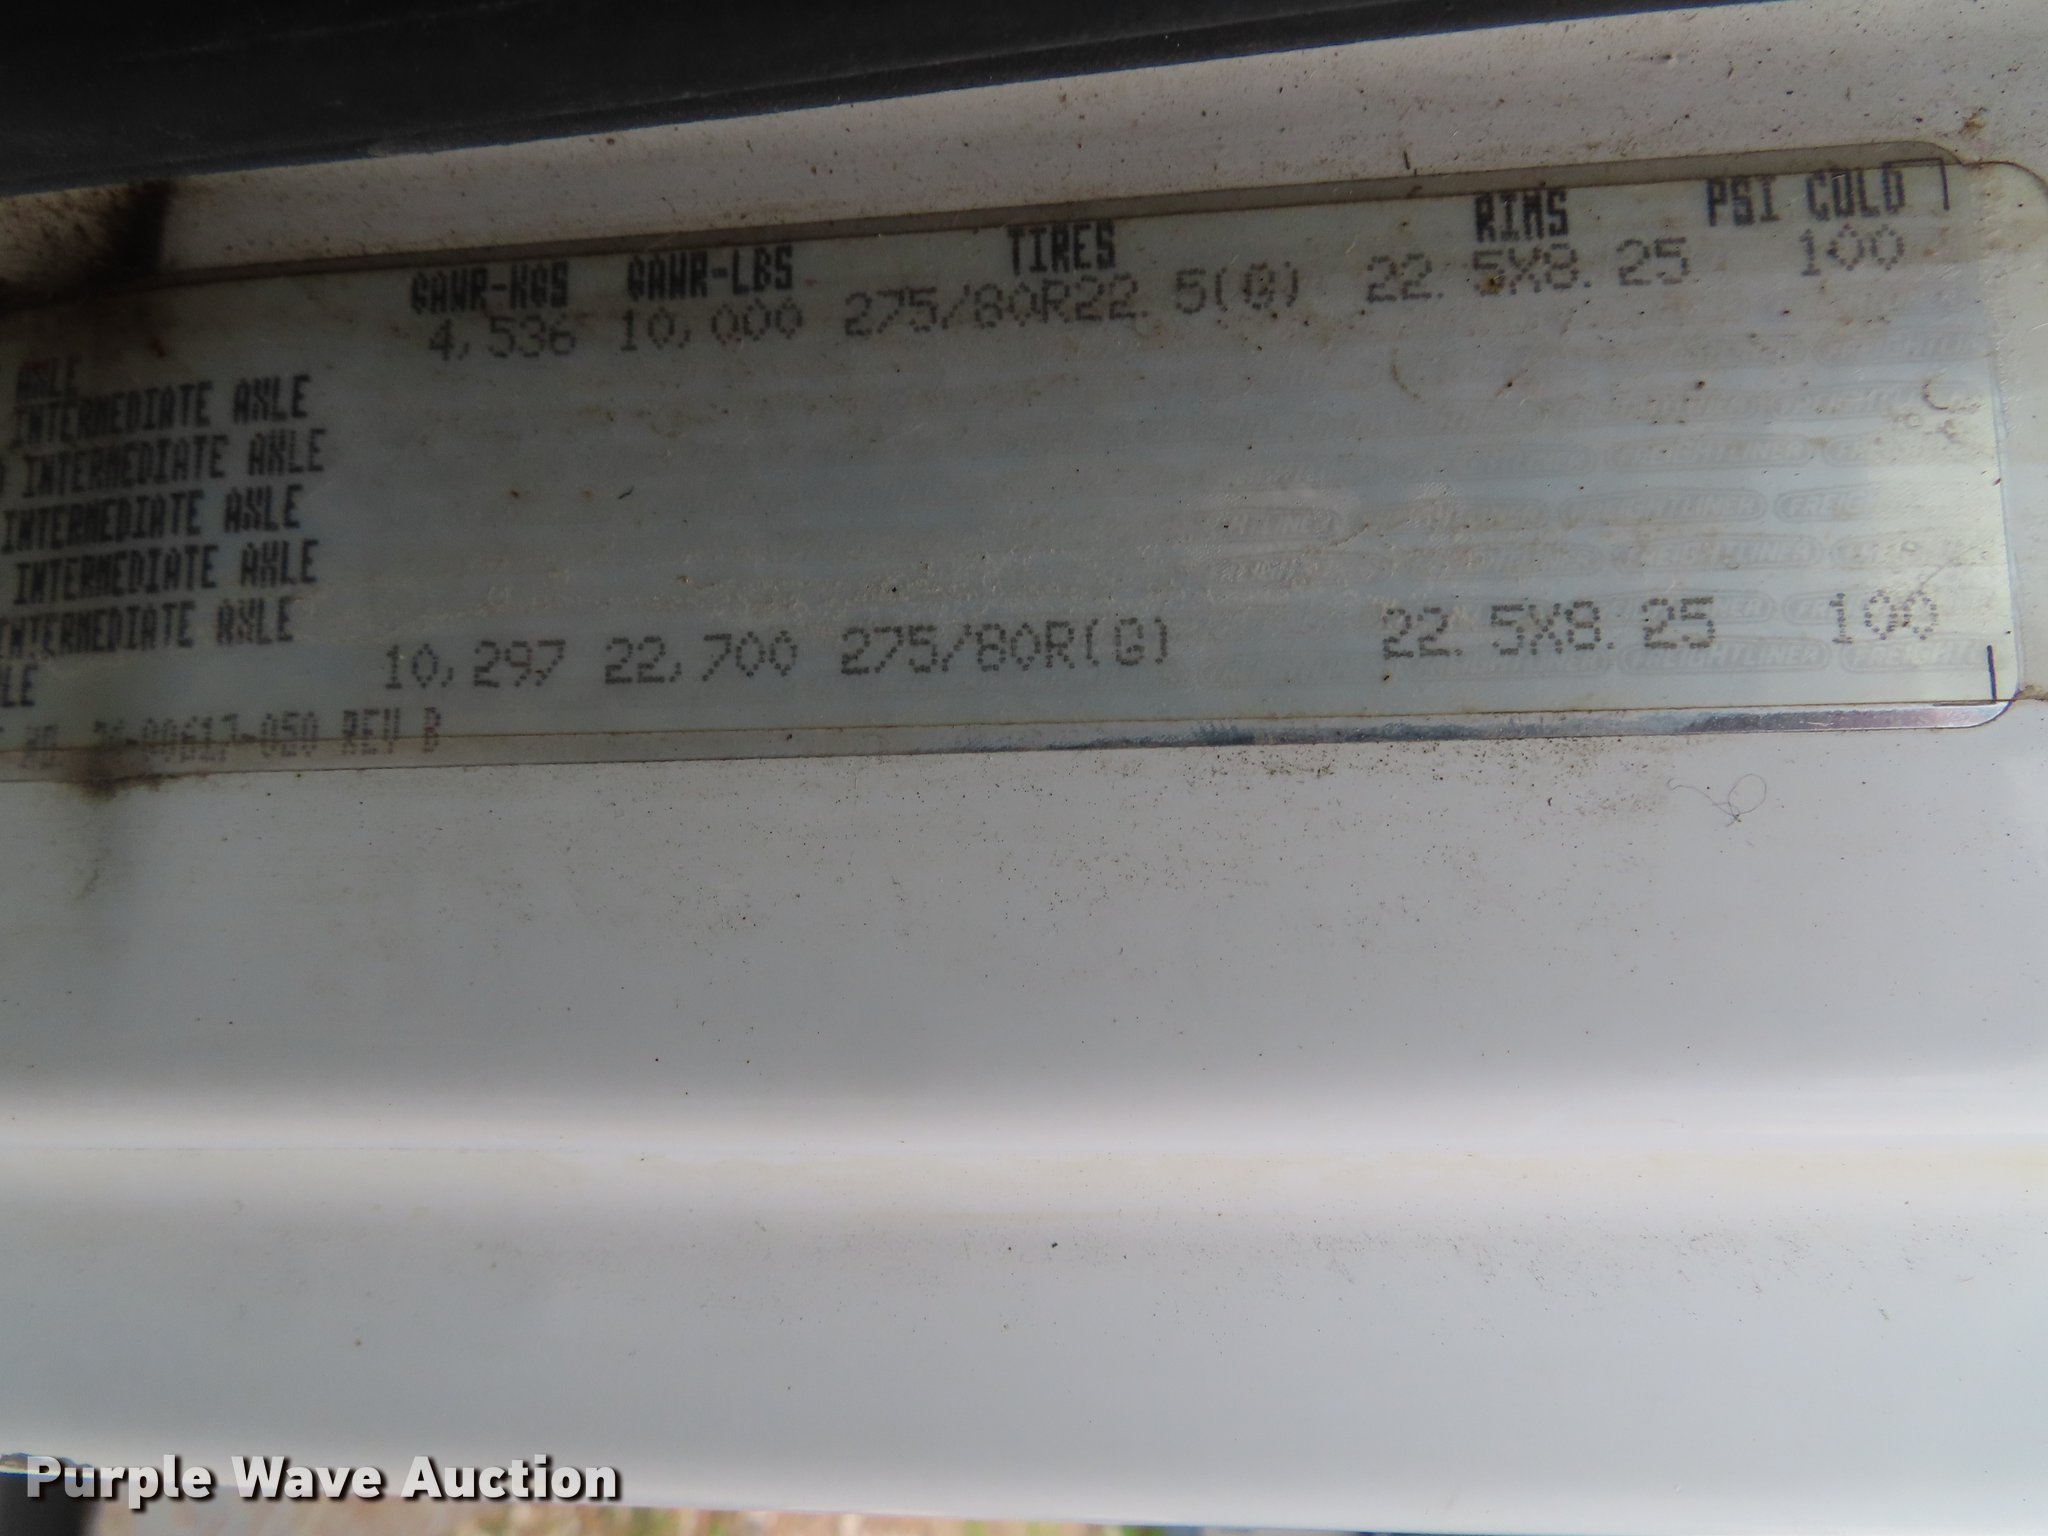 GAWR-KGS GAWR-LBS TIRES RIMS PSI COLD
AXLE 4,536 10,000 275/80R22.5(G) 22.5X8.25 100
INTERMEDIATE AXLE
INTERMEDIATE AXLE
INTERMEDIATE AXLE
INTERMEDIATE AXLE
INTERMEDIATE AXLE
10,297 22,700 275/80R(G) 22.5X8.25 100
REV B
FREIGHTLINER
Purple Wave Auction